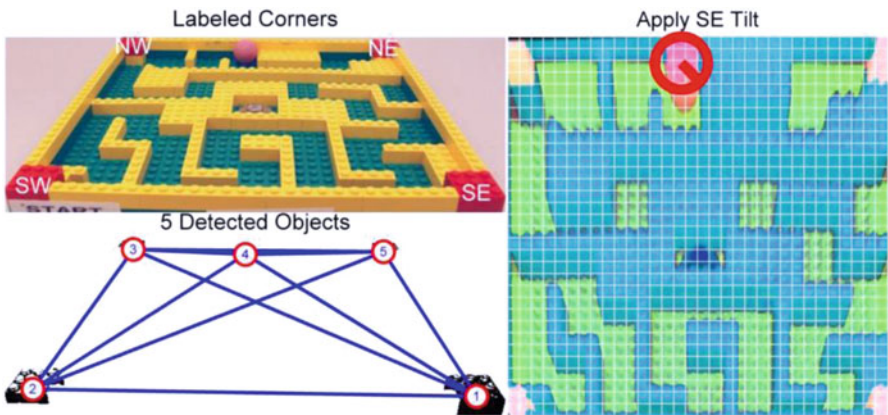 Labeled Corners
Apply SE Tilt
NW
NE
SW
SE
START
5 Detected Objects
3
4
5
2
1